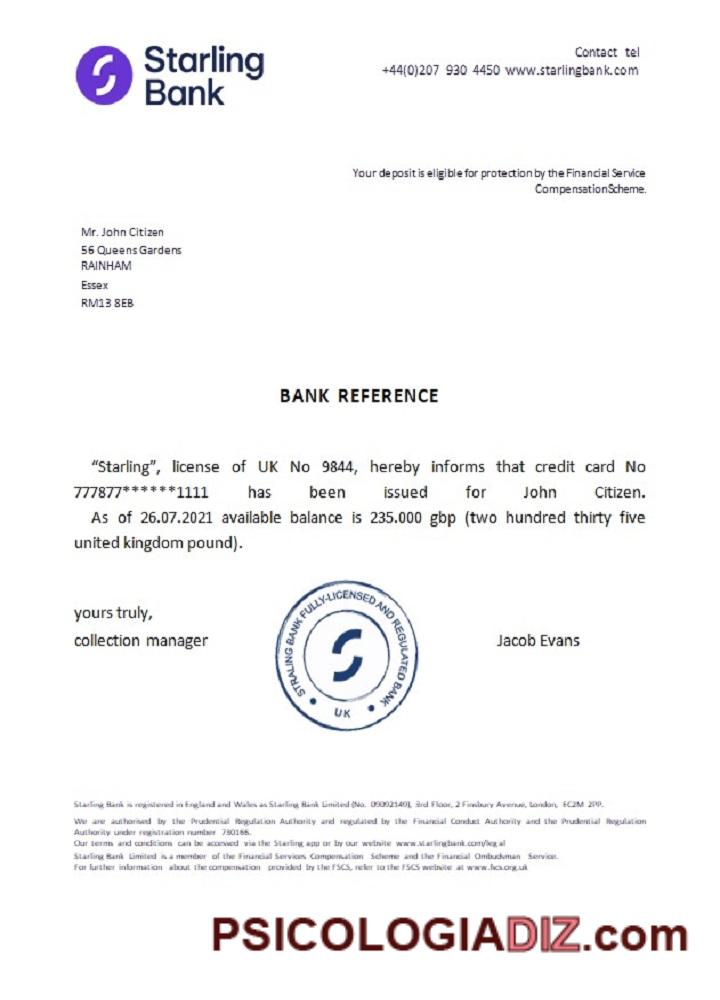 Starling
Bank
Contact tel
+44(0)207 930 4450 www.starlingbank.com
Your deposit is eligible for protection by the Financial Service
CompensationScheme.
Mr. John Citizen
56 Queens Gardens
RAINHAM
Essex
RM13 8EB
BANK REFERENCE
“Starling”, license of UK No 9844, hereby informs that credit card No
777877******1111 has been issued for John Citizen.
As of 26.07.2021 available balance is 235.000 gbp (two hundred thirty five
united kingdom pound).
yours truly,
collection manager
STRALING BANK FULLY-LICENSED AND REGULATED BANK
UK
Jacob Evans
Starling Bank is registered in England and Wales as Starling Bank Limited (No. 09092149), 3rd Floor, 2 Finsbury Avenue, London, EC2M 2PP.
We are authorised by the Prudential Regulation Authority and regulated by the Financial Conduct Authority and the Prudential Regulation
Authority under registration number 730166.
Our terms and conditions can be accessed via the Starling app or by our website www.starlingbank.com/legal
Starling Bank Limited is a member of the Financial Services Compensation Scheme and the Financial Ombudsman Service.
For further information about the compensation provided by the FSCS, refer to the FSCS website at www.fscs.org.uk
PSICOLOGIADIZ.com